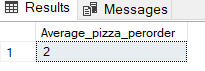 Results Messages
Average_pizza_perorder
1 2